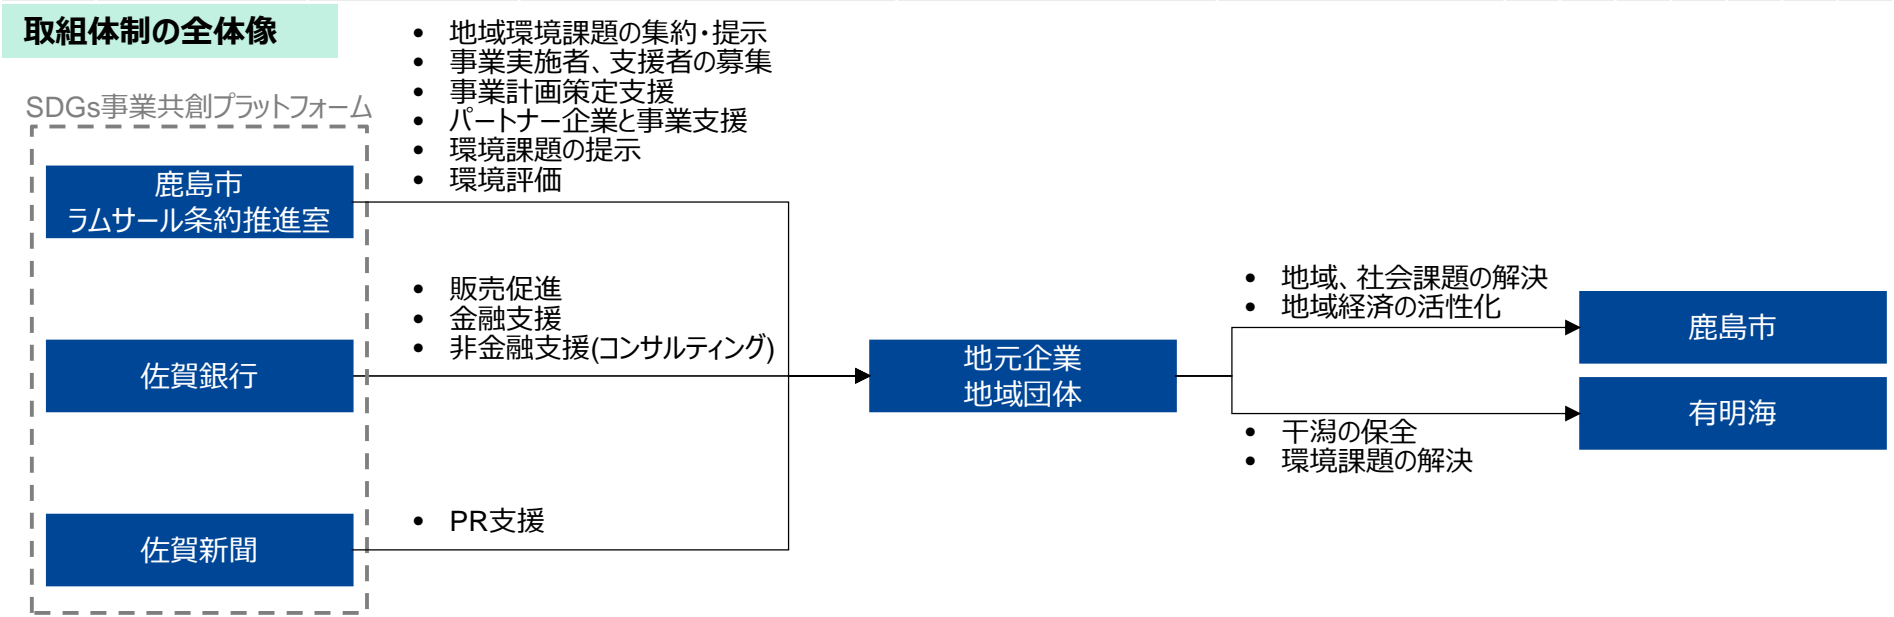 取組体制の全体像
SDGs事業共創プラットフォーム
鹿島市
ラムサール条約推進室
佐賀銀行
佐賀新聞
• 地域環境課題の集約・提示
• 事業実施者、支援者の募集
• 事業計画策定支援
• パートナー企業と事業支援
• 環境課題の提示
• 環境評価
• 販売促進
• 金融支援
• 非金融支援(コンサルティング)
• PR支援
地元企業
地域団体
• 地域、社会課題の解決
• 地域経済の活性化
• 干潟の保全
• 環境課題の解決
鹿島市
有明海